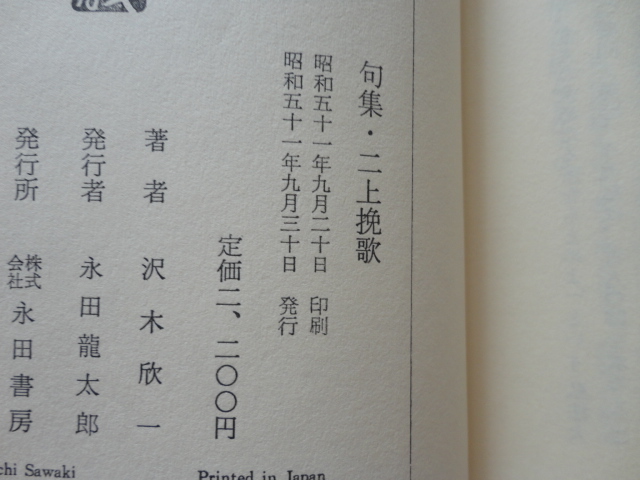 句集・二上挽歌
昭和五十一年九月二十日 印刷
昭和五十一年九月三十日 発行
定価二、二〇〇円
著者 沢木欣一
発行者 永田龍太郎
発行所 株式会社 永田書房
chi Sawaki
Printed in Japan